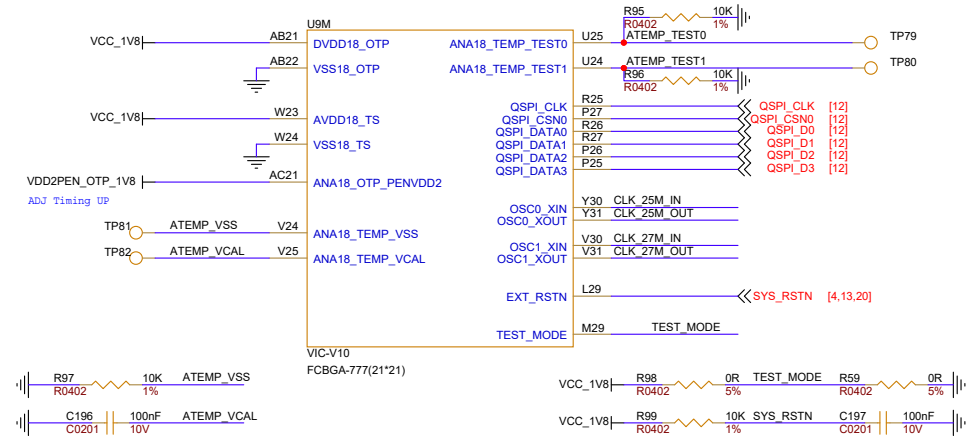 U9M
R95 10K
R0402 1%
VCC_1V8 AB21 DVDD18_OTP ANA18_TEMP_TEST0 U25 ATEMP_TEST0 TP79
AB22 VSS18_OTP ANA18_TEMP_TEST1 U24 ATEMP_TEST1 TP80
R96 10K
R0402 1%
QSPI_CLK R25 QSPI_CLK [12]
VCC_1V8 W23 AVDD18_TS QSPI_CSN0 P27 QSPI_CSN0 [12]
QSPI_DATA0 R26 QSPI_D0 [12]
W24 VSS18_TS QSPI_DATA1 R27 QSPI_D1 [12]
QSPI_DATA2 P26 QSPI_D2 [12]
QSPI_DATA3 P25 QSPI_D3 [12]
VDD2PEN_OTP_1V8 AC21 ANA18_OTP_PENVDD2
ADJ Timing UP
OSC0_XIN Y30 CLK_25M_IN
OSC0_XOUT Y31 CLK_25M_OUT
TP81 ATEMP_VSS V24 ANA18_TEMP_VSS
OSC1_XIN V30 CLK_27M_IN
TP82 ATEMP_VCAL V25 ANA18_TEMP_VCAL OSC1_XOUT V31 CLK_27M_OUT
EXT_RSTN L29 SYS_RSTN [4,13,20]
TEST_MODE M29 TEST_MODE
VIC-V10
FCBGA-777(21*21)
R97 10K ATEMP_VSS
R0402 1%
C196 100nF ATEMP_VCAL
C0201 10V
VCC_1V8 R98 0R TEST_MODE R59 0R
R0402 5% R0402 5%
VCC_1V8 R99 10K SYS_RSTN C197 100nF
R0402 1% C0201 10V